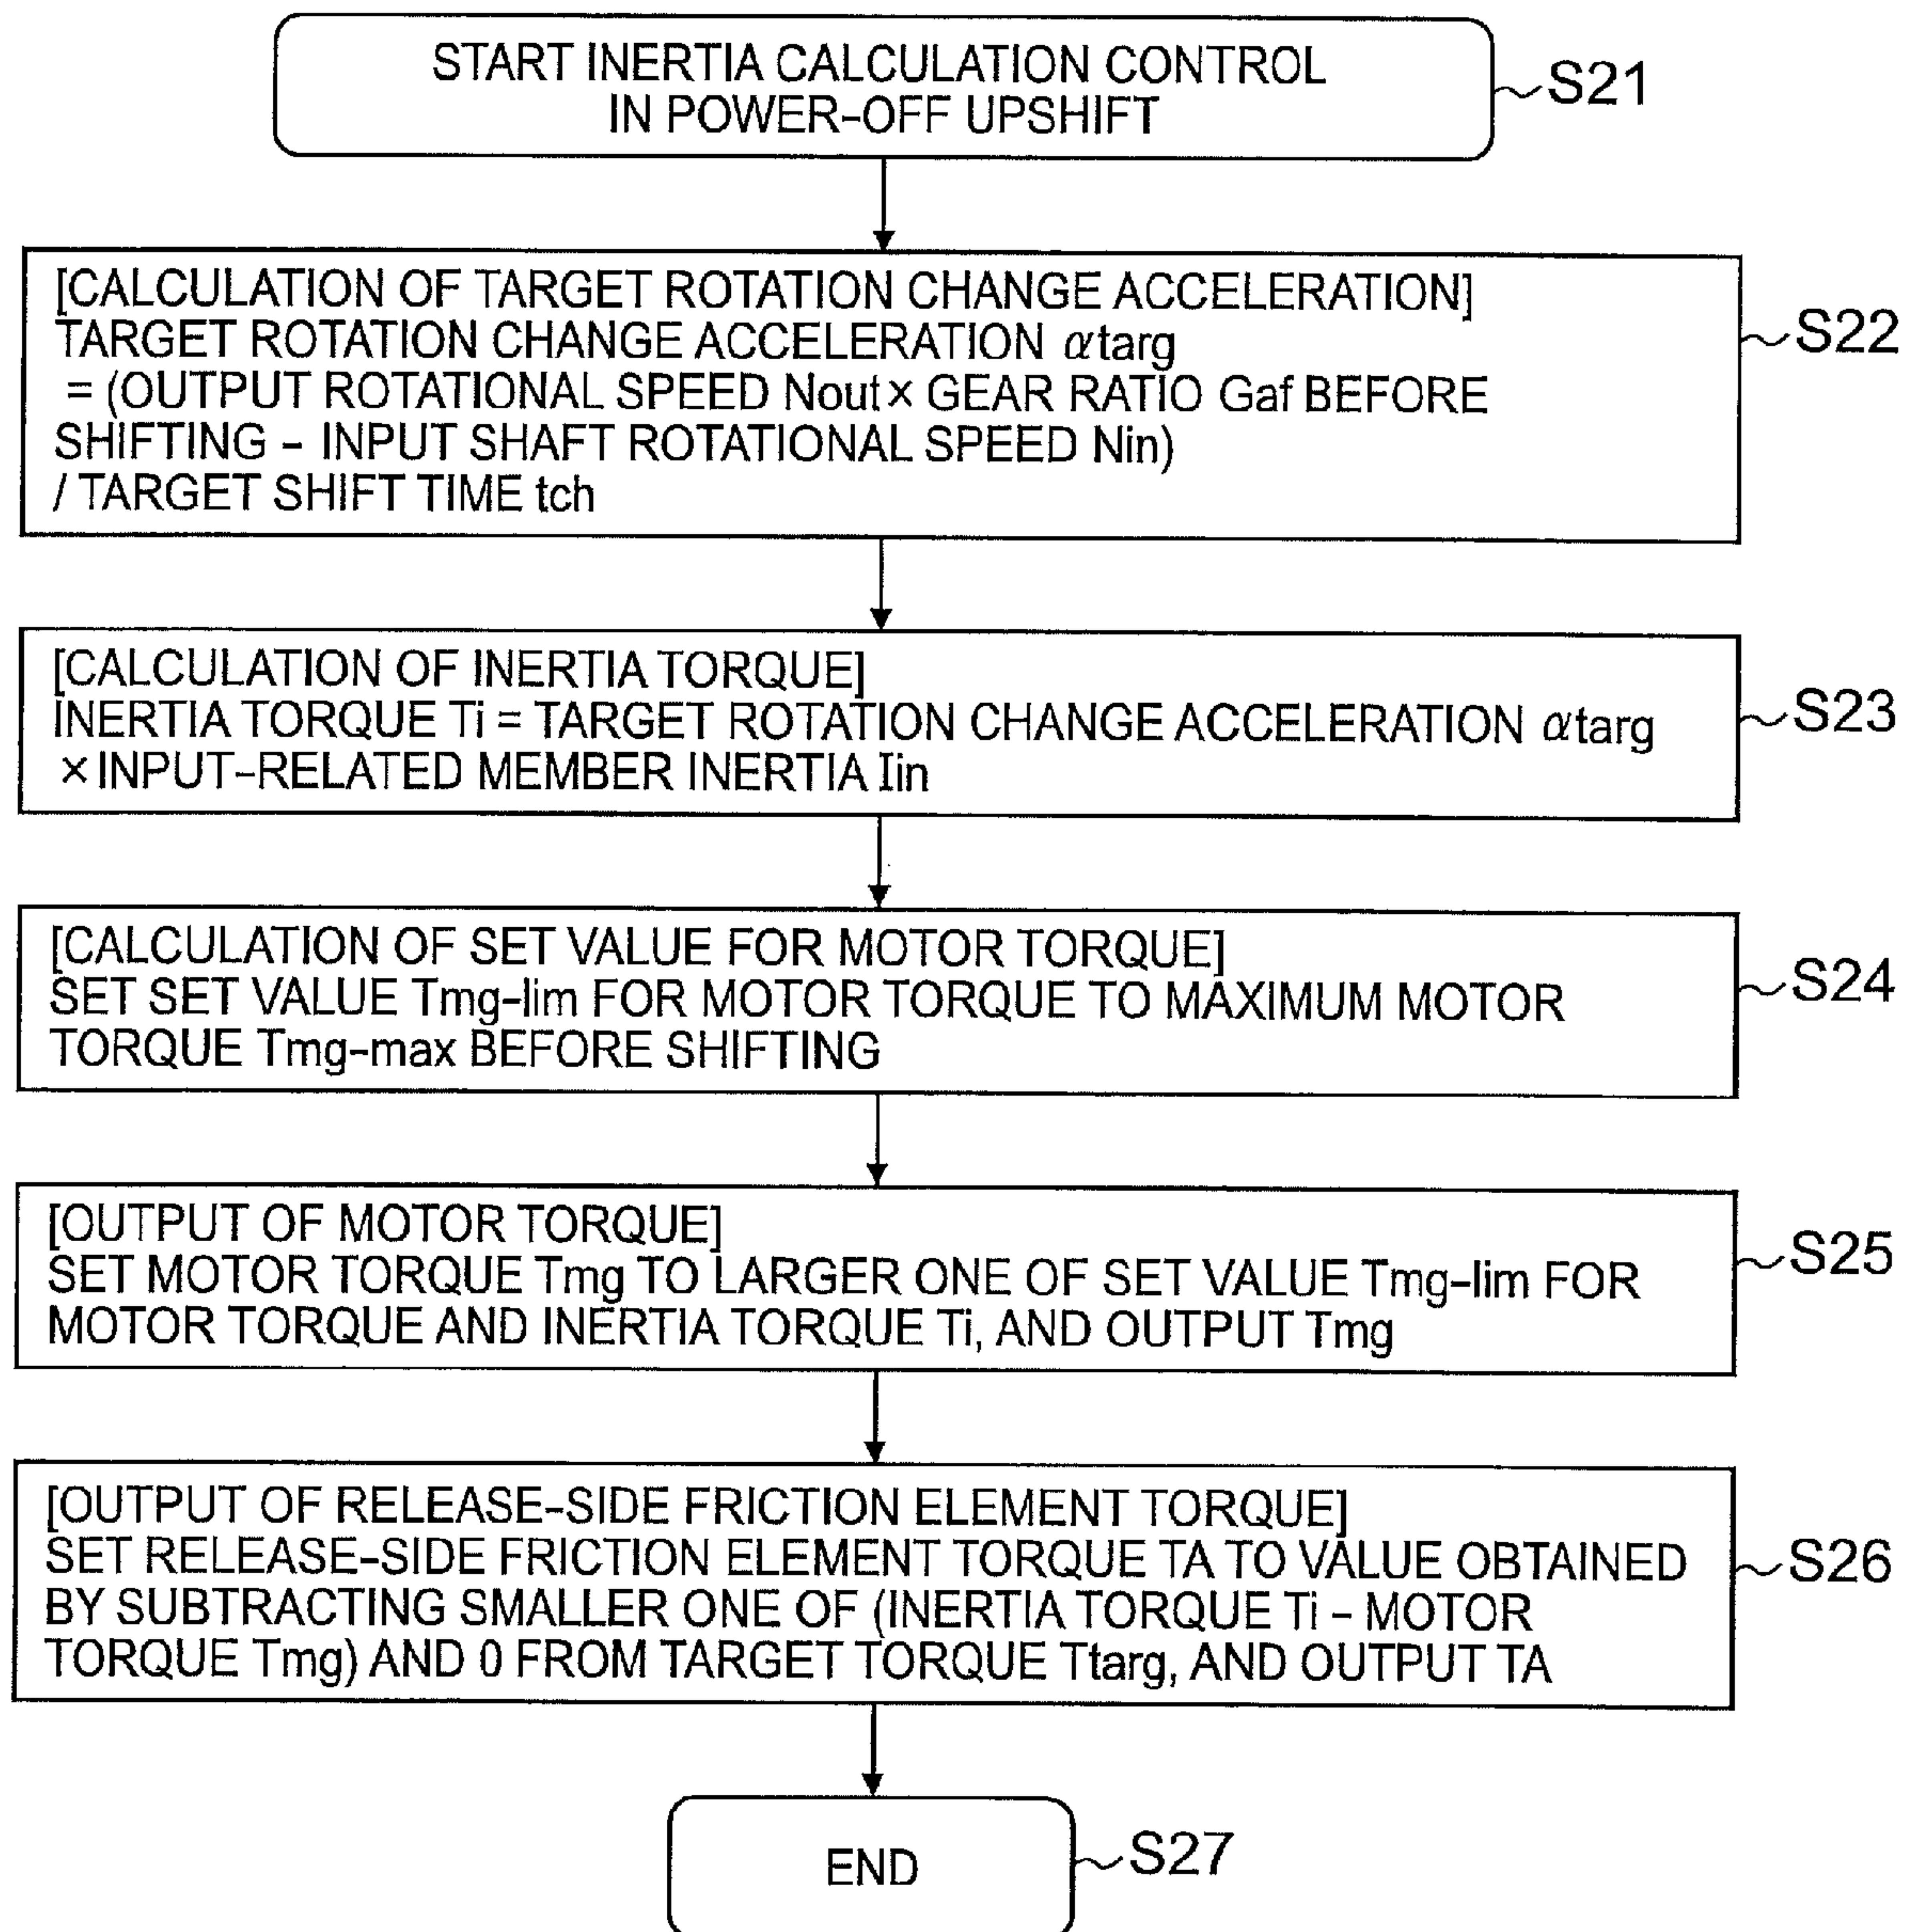 START INERTIA CALCULATION CONTROL
IN POWER-OFF UPSHIFT
S21
[CALCULATION OF TARGET ROTATION CHANGE ACCELERATION]
TARGET ROTATION CHANGE ACCELERATION αtarg
= (OUTPUT ROTATIONAL SPEED Nout × GEAR RATIO Gaf BEFORE
SHIFTING - INPUT SHAFT ROTATIONAL SPEED Nin)
/ TARGET SHIFT TIME tch
S22
[CALCULATION OF INERTIA TORQUE]
INERTIA TORQUE Ti = TARGET ROTATION CHANGE ACCELERATION αtarg
× INPUT-RELATED MEMBER INERTIA Iin
S23
[CALCULATION OF SET VALUE FOR MOTOR TORQUE]
SET SET VALUE Tmg-lim FOR MOTOR TORQUE TO MAXIMUM MOTOR
TORQUE Tmg-max BEFORE SHIFTING
S24
[OUTPUT OF MOTOR TORQUE]
SET MOTOR TORQUE Tmg TO LARGER ONE OF SET VALUE Tmg-lim FOR
MOTOR TORQUE AND INERTIA TORQUE Ti, AND OUTPUT Tmg
S25
[OUTPUT OF RELEASE-SIDE FRICTION ELEMENT TORQUE]
SET RELEASE-SIDE FRICTION ELEMENT TORQUE TA TO VALUE OBTAINED
BY SUBTRACTING SMALLER ONE OF (INERTIA TORQUE Ti - MOTOR
TORQUE Tmg) AND 0 FROM TARGET TORQUE Ttarg, AND OUTPUT TA
S26
END
S27